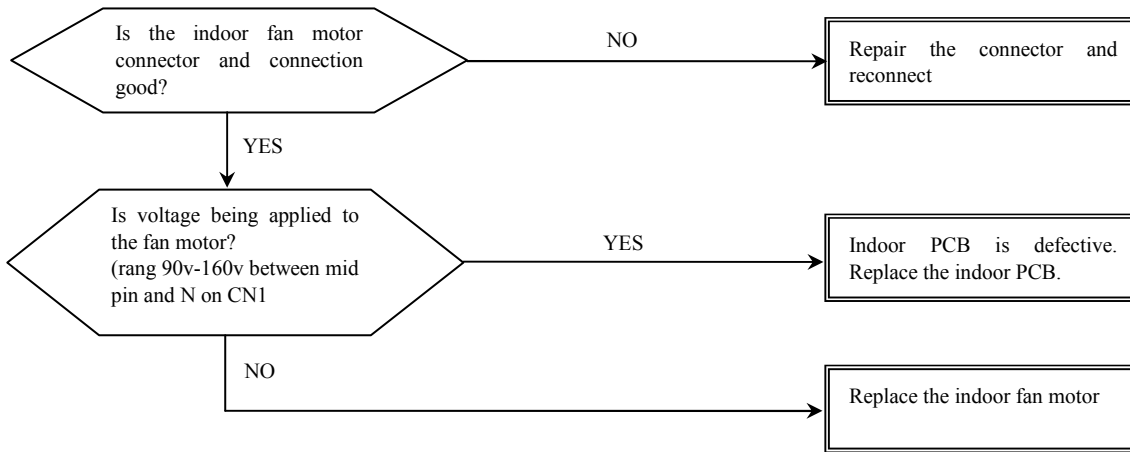 Is the indoor fan motor
connector and connection
good?
NO
Repair the connector and
reconnect
YES
Is voltage being applied to
the fan motor?
(rang 90v-160v between mid
pin and N on CN1
YES
Indoor PCB is defective.
Replace the indoor PCB.
NO
Replace the indoor fan motor